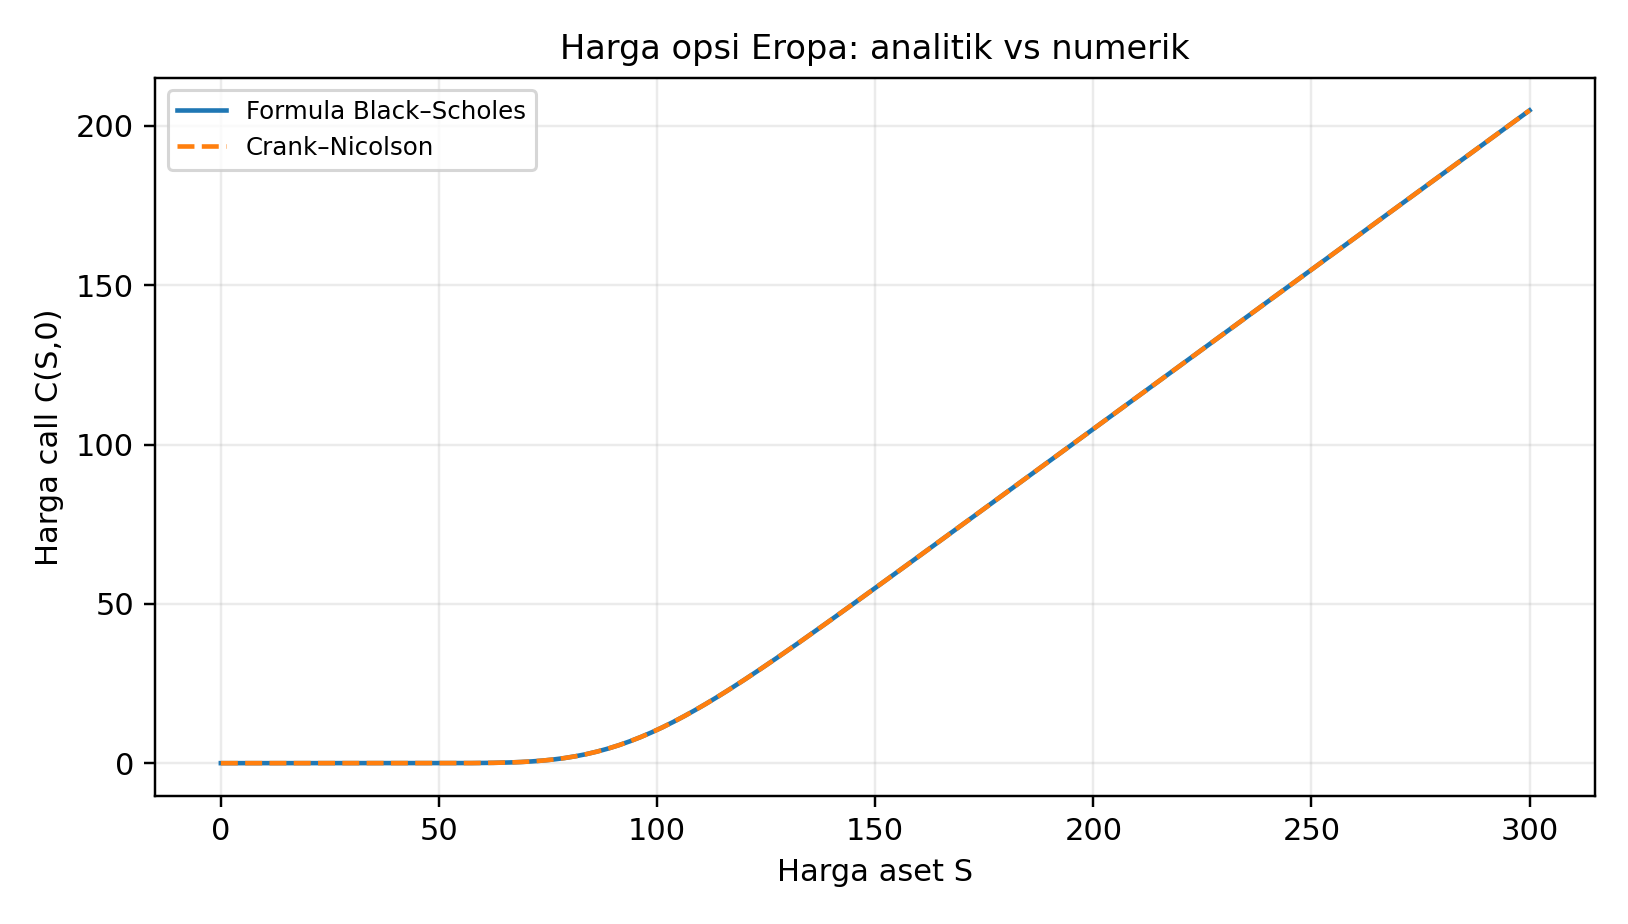 Harga opsi Eropa: analitik vs numerik
Formula Black–Scholes
Crank–Nicolson
Harga call C(S,0)
200
150
100
50
0
0 50 100 150 200 250 300
Harga aset S